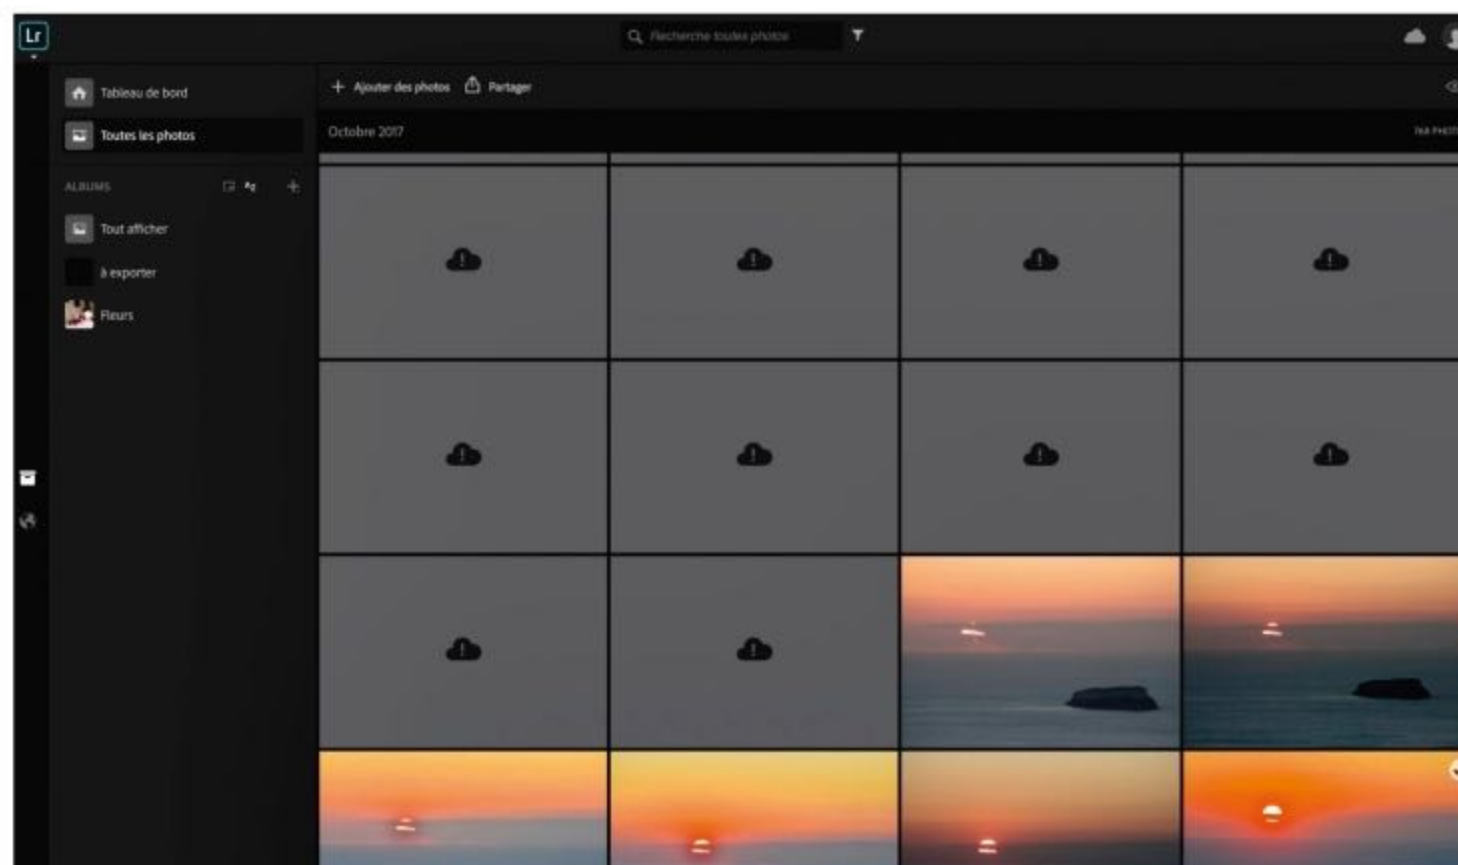 Lr
Recherche toutes photos
Tableau de bord
Toutes les photos
ALBUMS
Tout afficher
à exporter
Fleurs
Ajouter des photos
Partager
Octobre 2017